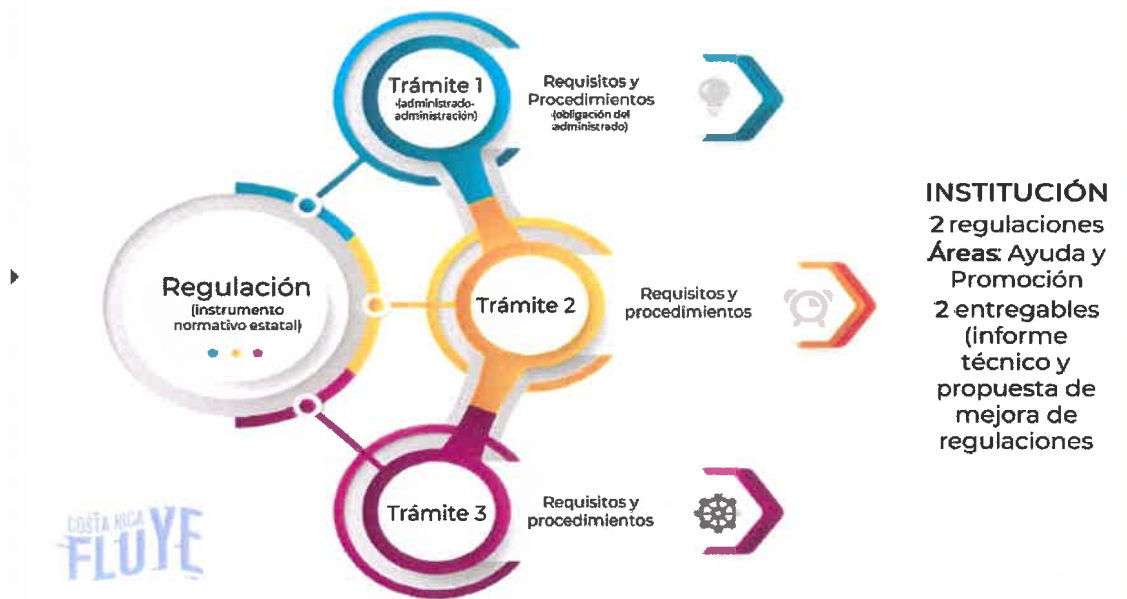 Trámite 1
(administrado-
administración)
Requisitos y
Procedimientos
(obligación del
administrado)
Regulación
(instrumento
normativo estatal)
Trámite 2
Requisitos y
procedimientos
Trámite 3
Requisitos y
procedimientos
INSTITUCIÓN
2 regulaciones
Áreas: Ayuda y
Promoción
2 entregables
(informe
técnico y
propuesta de
mejora de
regulaciones
COSTA RICA
FLUYE